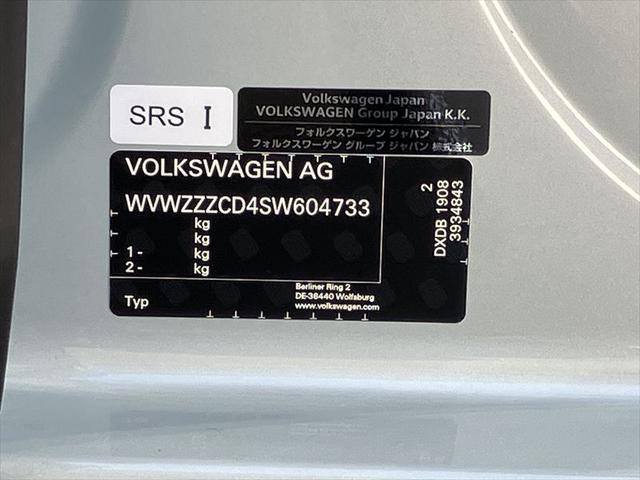 SRS I
Volkswagen Japan
VOLKSWAGEN Group Japan K.K.
フォルクスワーゲン ジャパン
フォルクスワーゲン グループ ジャパン 株式会社
VOLKSWAGEN AG
WVWZZZCD4SW604733
kg
kg
1 - kg
2 - kg
Typ
Berliner Ring 2
DE-38440 Wolfsburg
www.volkswagen.com
2
DXDB 1908
3934843